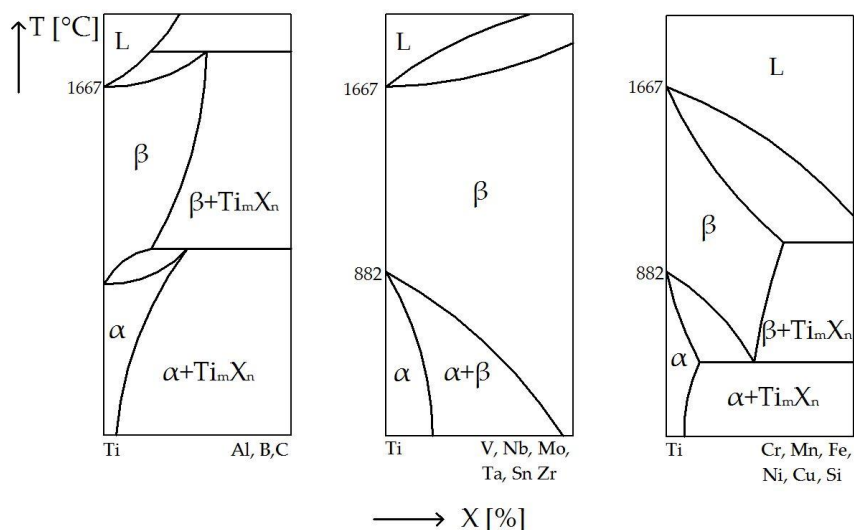 T [°C]
L
1667
β
β+TiₘXₙ
α
α+TiₘXₙ
Ti
Al, B,C
L
1667
β
882
α
α+β
Ti
V, Nb, Mo,
Ta, Sn Zr
L
1667
β
882
α
β+TiₘXₙ
α+TiₘXₙ
Ti
Cr, Mn, Fe,
Ni, Cu, Si
X [%]